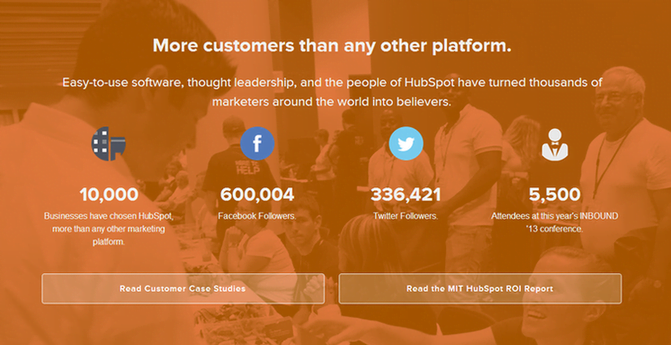 More customers than any other platform.
Easy-to-use software, thought leadership, and the people of HubSpot have turned thousands of
marketers around the world into believers.
10,000
Businesses have chosen HubSpot,
more than any other marketing
platform.
600,004
Facebook Followers.
336,421
Twitter Followers.
5,500
Attendees at this year's INBOUND
'13 conference.
Read Customer Case Studies
Read the MIT HubSpot ROI Report